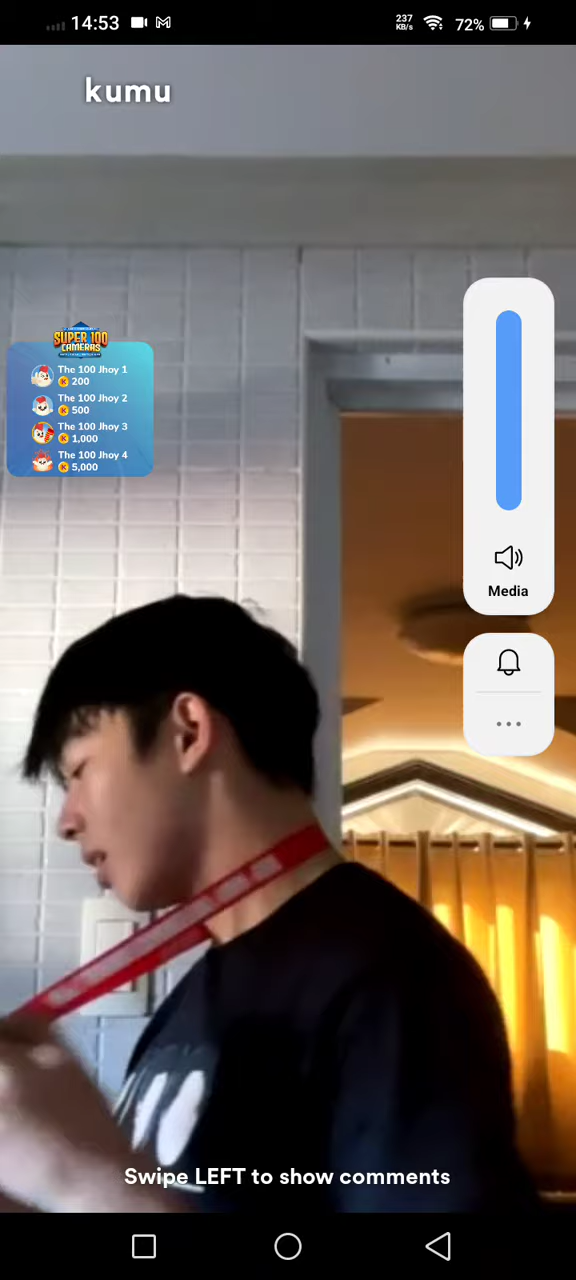 14:53
237
KB/s
72%
kumu
SUPER 100
CAMERAS
The 100 Jhoy 1
K 200
The 100 Jhoy 2
K 500
The 100 Jhoy 3
K 1,000
The 100 Jhoy 4
K 5,000
Media
Swipe LEFT to show comments